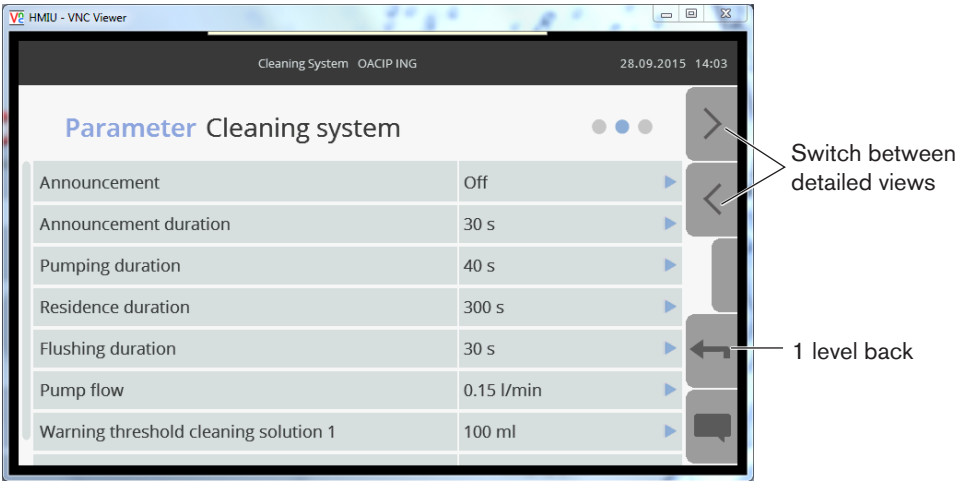 V2 HMIU - VNC Viewer
Cleaning System OACIP ING 28.09.2015 14:03
Parameter Cleaning system
Switch between
detailed views
Announcement Off
Announcement duration 30 s
Pumping duration 40 s
Residence duration 300 s
Flushing duration 30 s
1 level back
Pump flow 0.15 l/min
Warning threshold cleaning solution 1 100 ml